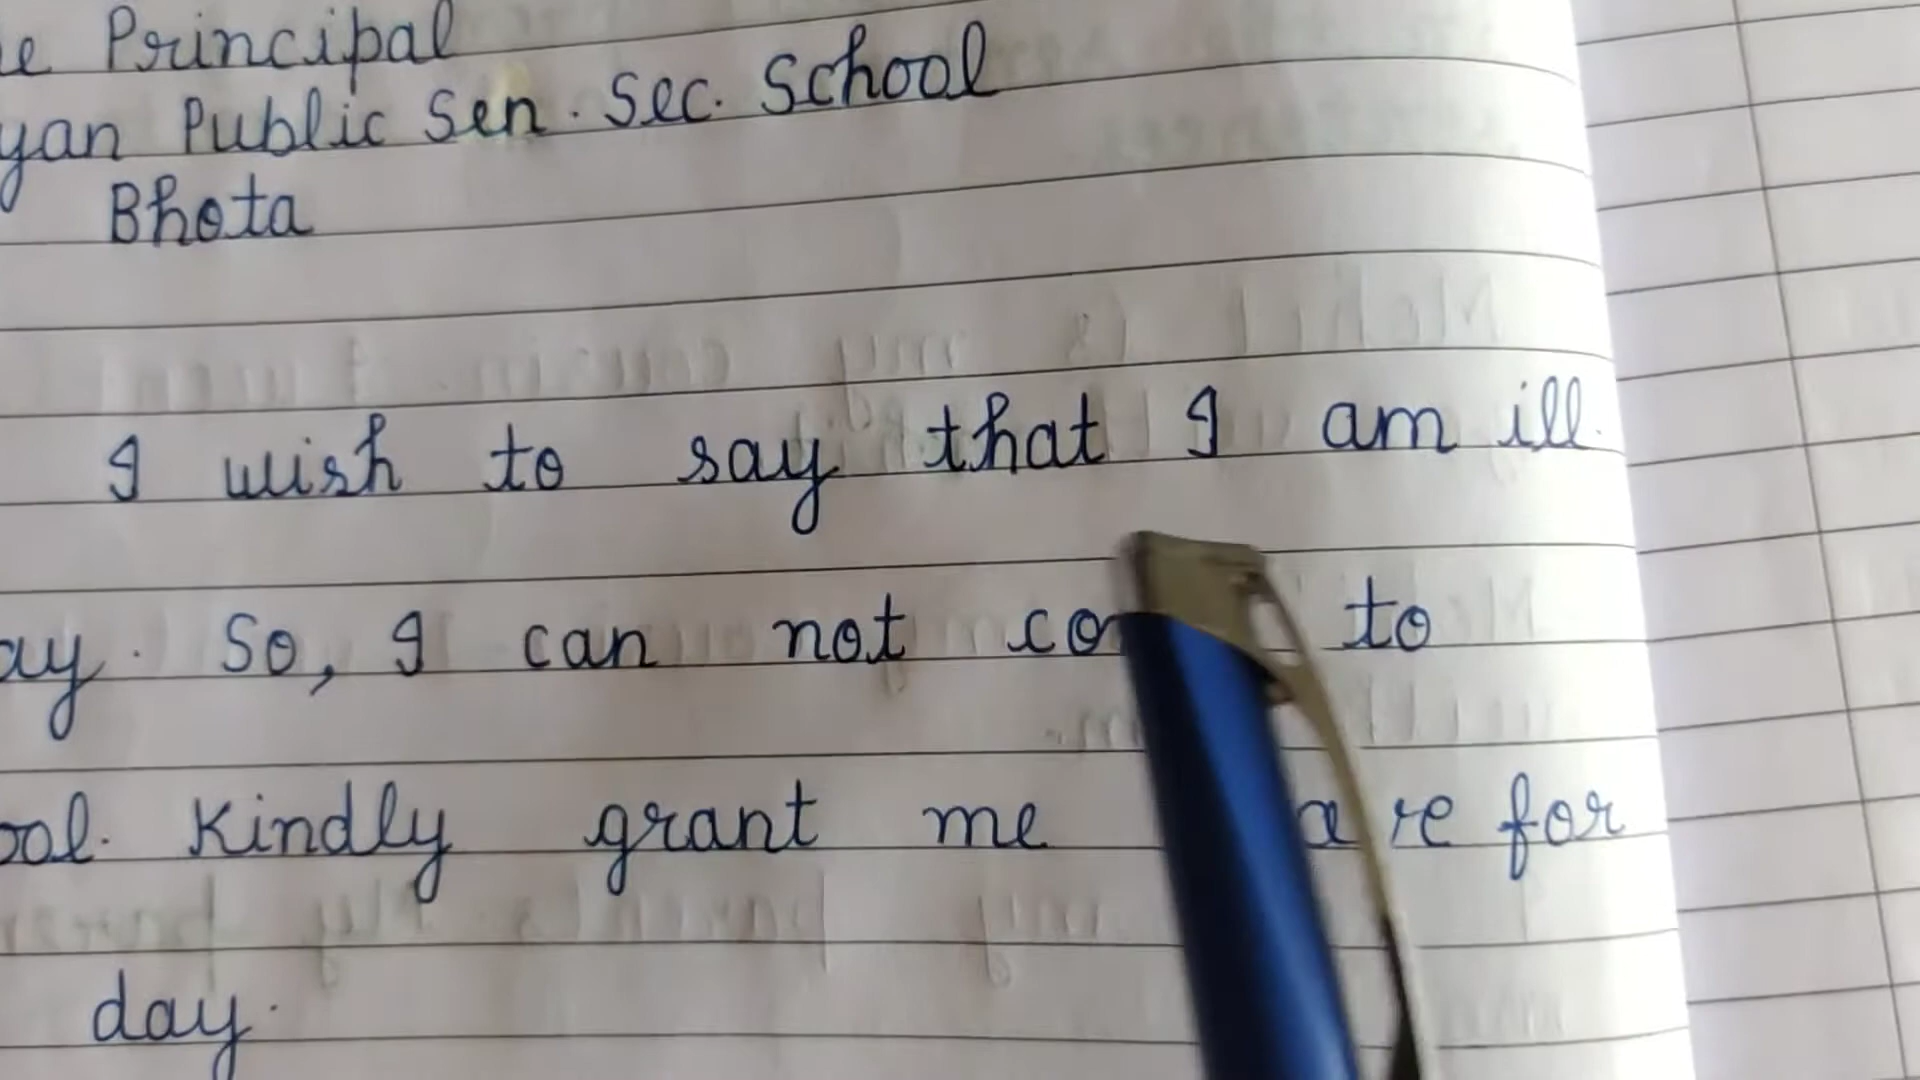 Principal
Public Sen. Sec. School
Bhota
I wish to say that I am ill.
So, I can not to
Kindly grant me for
day.